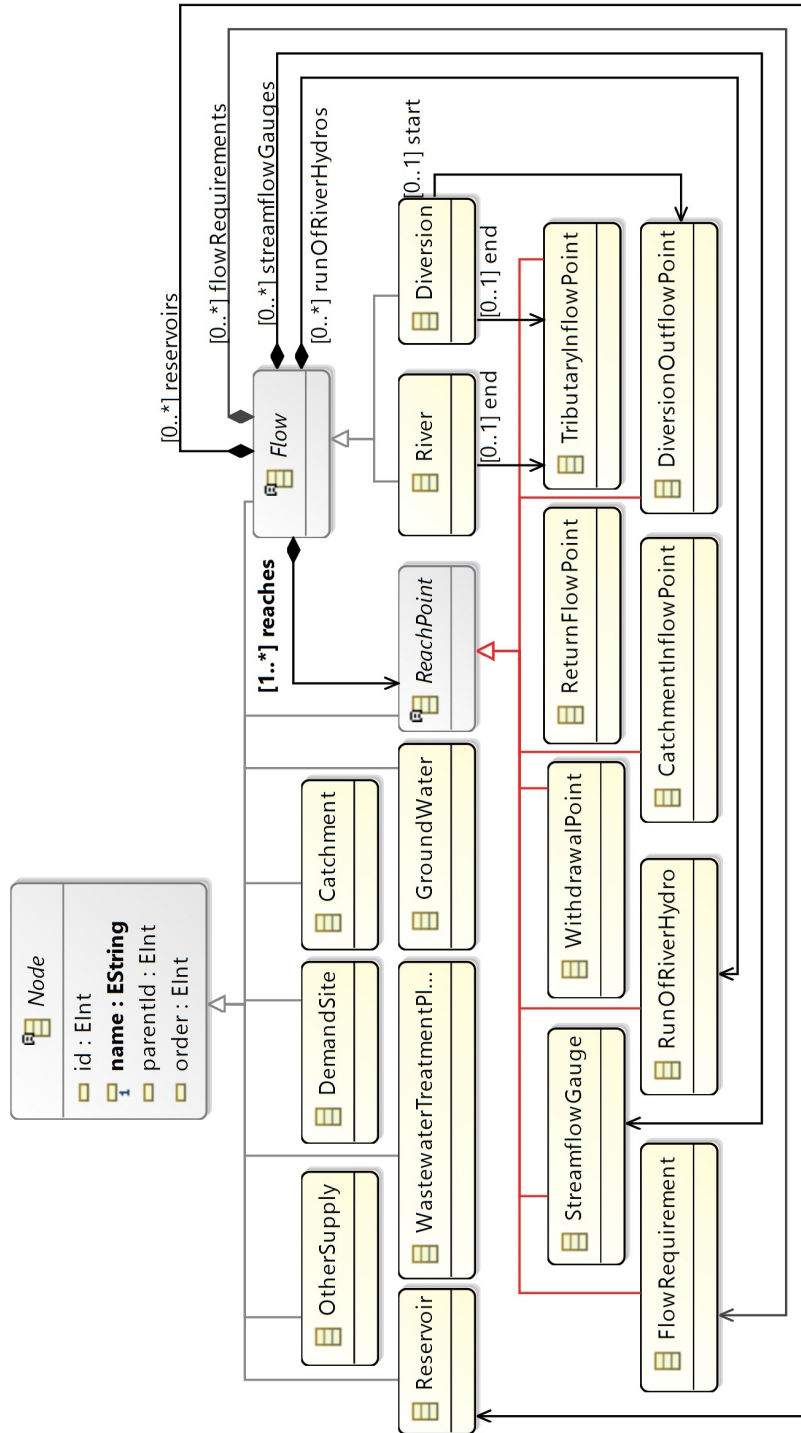 Node
id : EInt
1
name : EString
parentId : EInt
order : EInt
OtherSupply
DemandSite
Catchment
Reservoir
WastewaterTreatmentPl...
GroundWater
ReachPoint
Flow
[1..*] reaches
[0..*] reservoirs
[0..*] flowRequirements
[0..*] streamflowGauges
[0..*] runOfRiverHydros
River
Diversion
[0..1] start
[0..1] end
[0..1] end
StreamflowGauge
WithdrawalPoint
ReturnFlowPoint
TributaryInflowPoint
FlowRequirement
RunOfRiverHydro
CatchmentInflowPoint
DiversionOutflowPoint